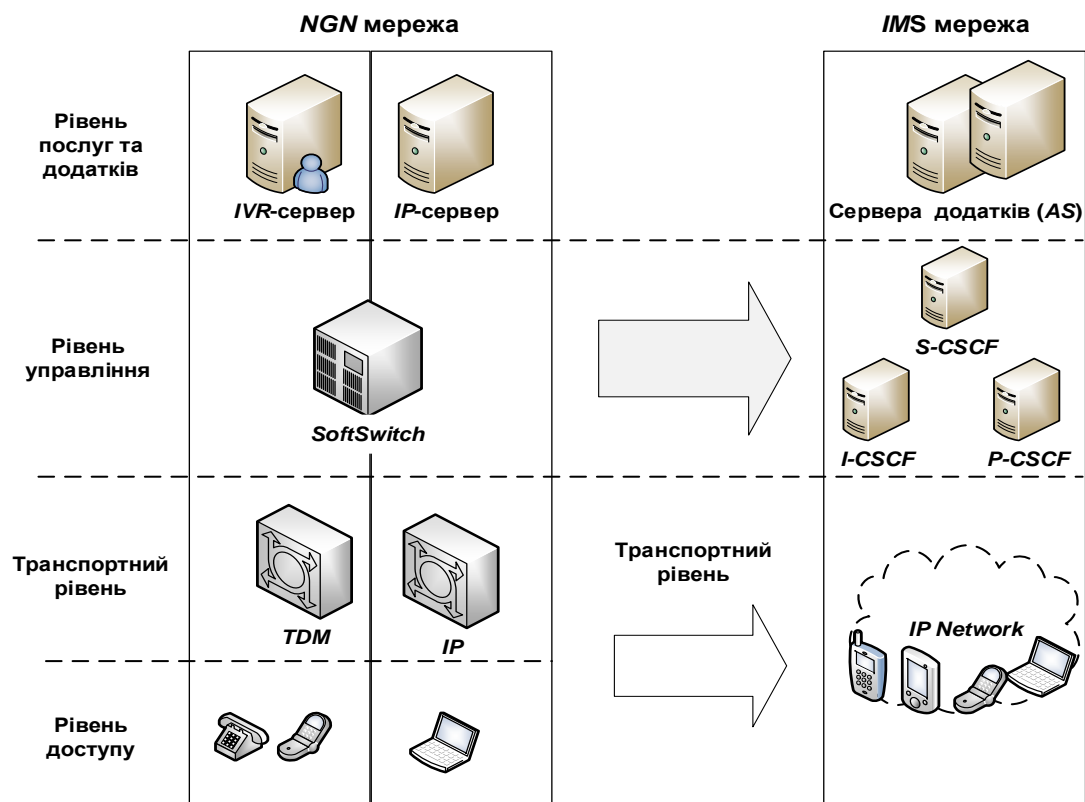 NGN мережа
IMS мережа
Рівень
послуг та
додатків
IVR-сервер
IP-сервер
Сервера додатків (AS)
Рівень
управління
SoftSwitch
S-CSCF
I-CSCF
P-CSCF
Транспортний
рівень
TDM
IP
Транспортний
рівень
IP Network
Рівень
доступу